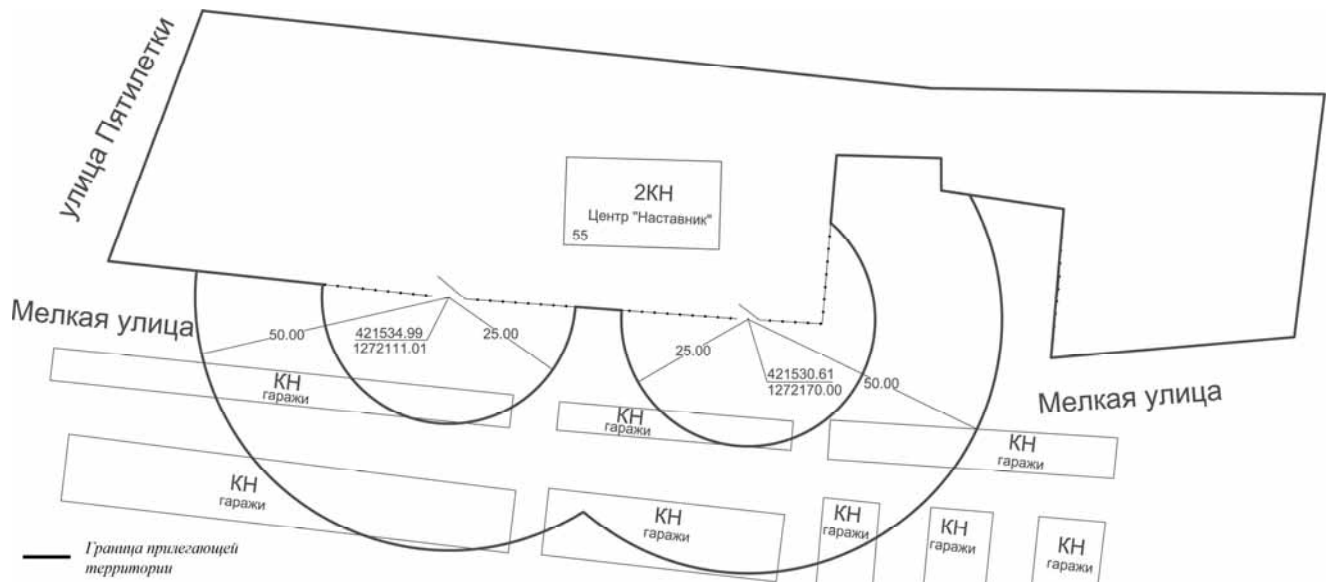 улица Пятилетки
2КН
Центр "Наставник"
55
Мелкая улица
50.00
421534.99
1272111.01
25.00
25.00
421530.61
1272170.00
50.00
КН
гаражи
КН
гаражи
КН
гаражи
Мелкая улица
КН
гаражи
КН
гаражи
КН
гаражи
КН
гаражи
КН
гаражи
Граница прилегающей
территории